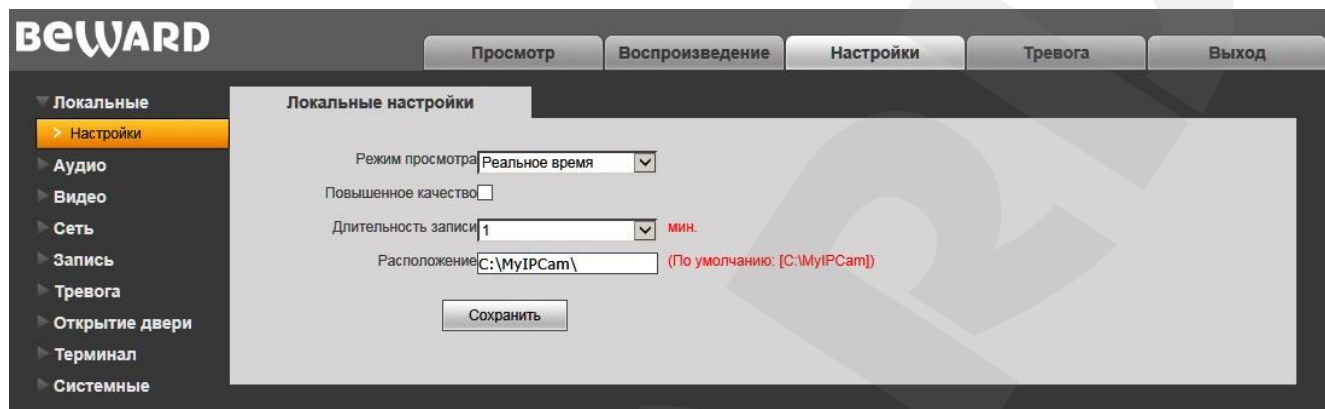 BEWARD
Просмотр Воспроизведение Настройки Тревога Выход
Локальные
> Настройки
Аудио
Видео
Сеть
Запись
Тревога
Открытие двери
Терминал
Системные
Локальные настройки
Режим просмотра Реальное время
Повышенное качество
Длительность записи 1 мин.
Расположение C:\MyIPCam\ (По умолчанию: [C:\MyIPCam])
Сохранить